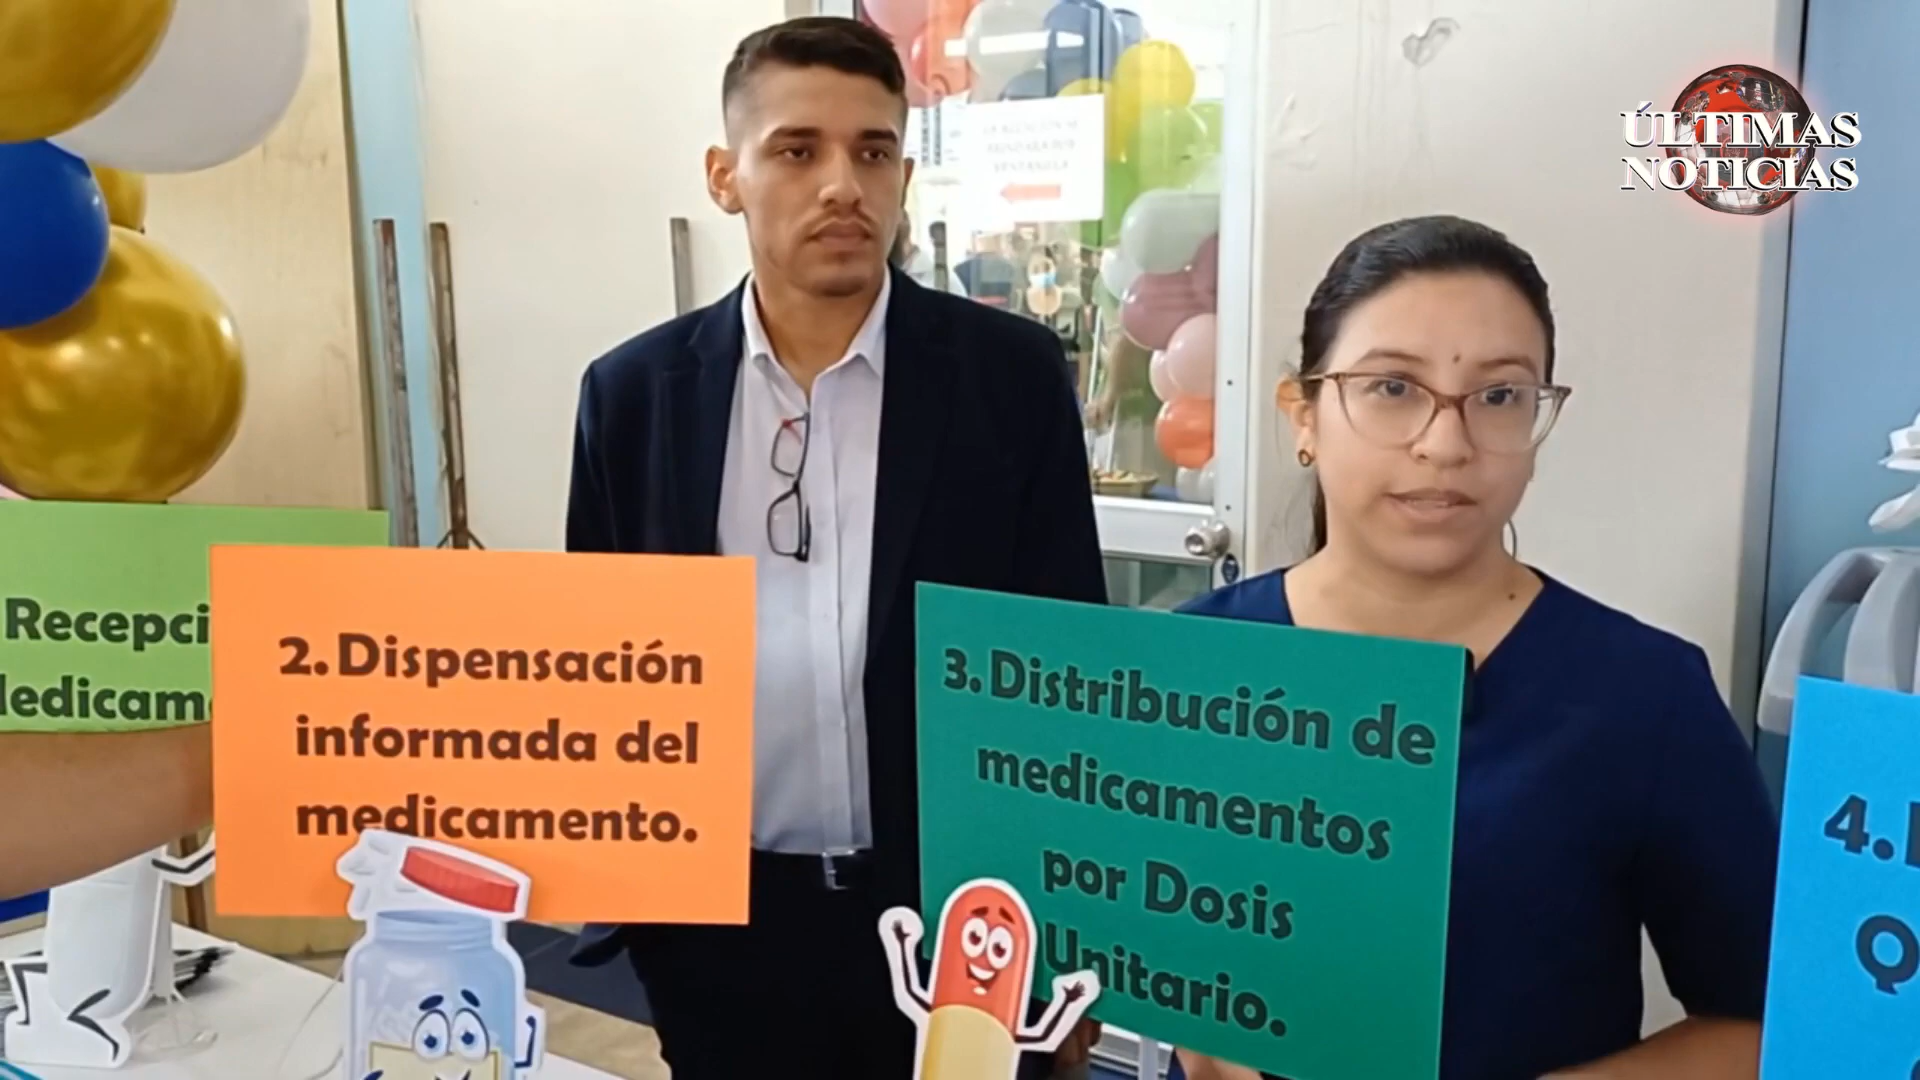 ÚLTIMAS
NOTICIAS
Recepci
edicam
2. Dispensación
informada del
medicamento.
3. Distribución de
medicamentos
por Dosis
Unitario.
4.
Q